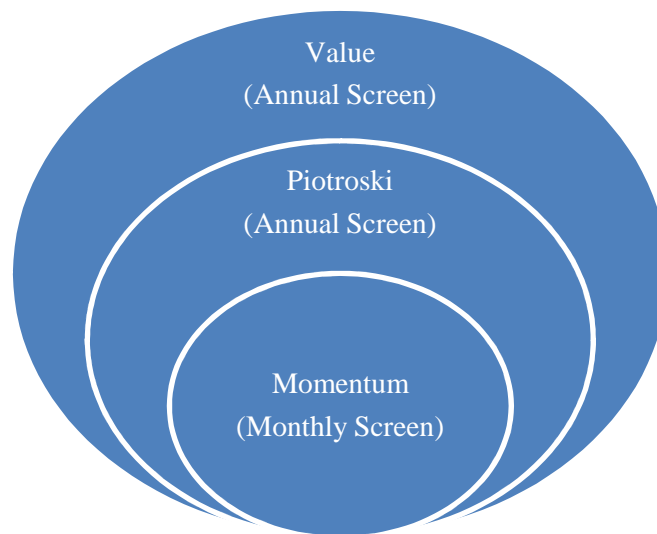 Value
(Annual Screen)
Piotroski
(Annual Screen)
Momentum
(Monthly Screen)